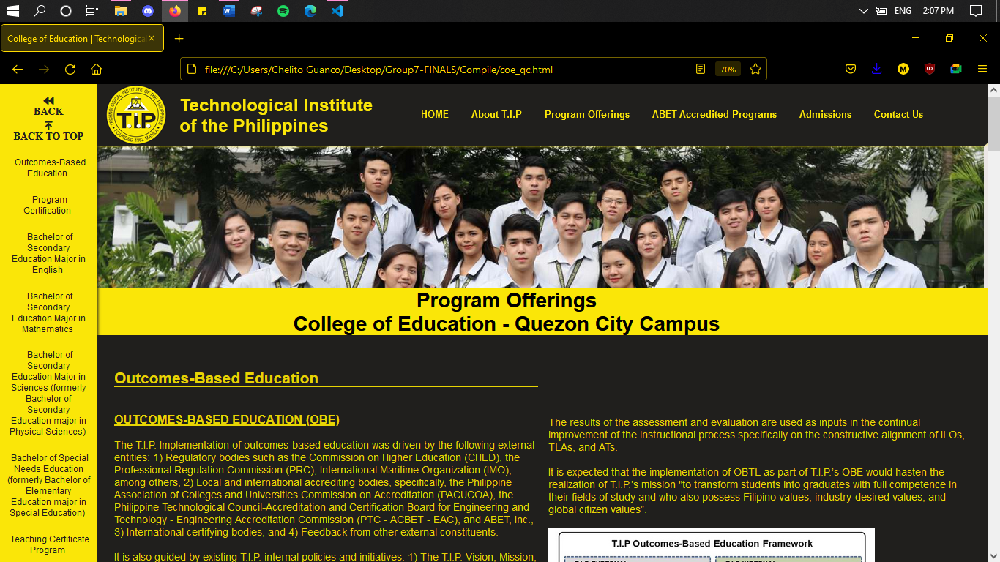 ENG
2:07 PM
College of Education | Technologica
file:///C:/Users/Chelito Guanco/Desktop/Group7-FINALS/Compile/coe_qc.html
70%
BACK
BACK TO TOP
Outcomes-Based
Education
Program
Certification
Bachelor of
Secondary
Education Major in
English
Bachelor of
Secondary
Education Major in
Mathematics
Bachelor of
Secondary
Education Major in
Sciences (formerly
Bachelor of
Secondary
Education major in
Physical Sciences)
Bachelor of Special
Needs Education
(formerly Bachelor of
Elementary
Education major in
Special Education)
Teaching Certificate
Program
TECHNOLOGICAL INSTITUTE OF THE PHILIPPINES
T.I.P
FOUNDED 1962 MANILA
Technological Institute
of the Philippines
HOME
About T.I.P
Program Offerings
ABET-Accredited Programs
Admissions
Contact Us
Program Offerings
College of Education - Quezon City Campus
Outcomes-Based Education
OUTCOMES-BASED EDUCATION (OBE)
The T.I.P. Implementation of outcomes-based education was driven by the following external
entities: 1) Regulatory bodies such as the Commission on Higher Education (CHED), the
Professional Regulation Commission (PRC), International Maritime Organization (IMO),
among others, 2) Local and international accrediting bodies, specifically, the Philippine
Association of Colleges and Universities Commission on Accreditation (PACUCOA), the
Philippine Technological Council-Accreditation and Certification Board for Engineering and
Technology - Engineering Accreditation Commission (PTC - ACBET - EAC), and ABET, Inc.,
3) International certifying bodies, and 4) Feedback from other external constituents.
It is also guided by existing T.I.P. internal policies and initiatives: 1) The T.I.P. Vision, Mission,
The results of the assessment and evaluation are used as inputs in the continual
improvement of the instructional process specifically on the constructive alignment of ILOs,
TLAs, and ATs.
It is expected that the implementation of OBTL as part of T.I.P.'s OBE would hasten the
realization of T.I.P.'s mission "to transform students into graduates with full competence in
their fields of study and who also possess Filipino values, industry-desired values, and
global citizen values”.
T.I.P Outcomes-Based Education Framework